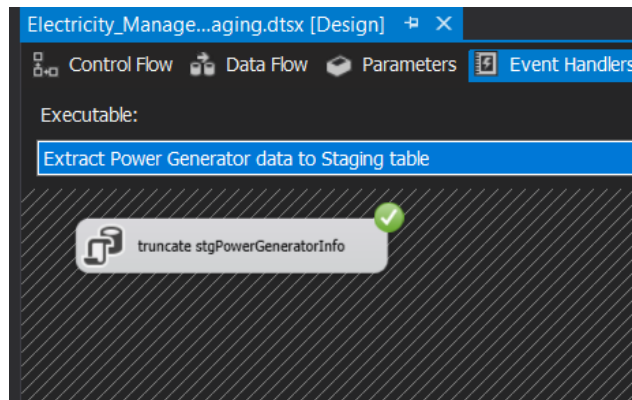 Electricity_Manage...aging.dtsx [Design]
Control Flow Data Flow Parameters Event Handlers
Executable:
Extract Power Generator data to Staging table
truncate stgPowerGeneratorInfo